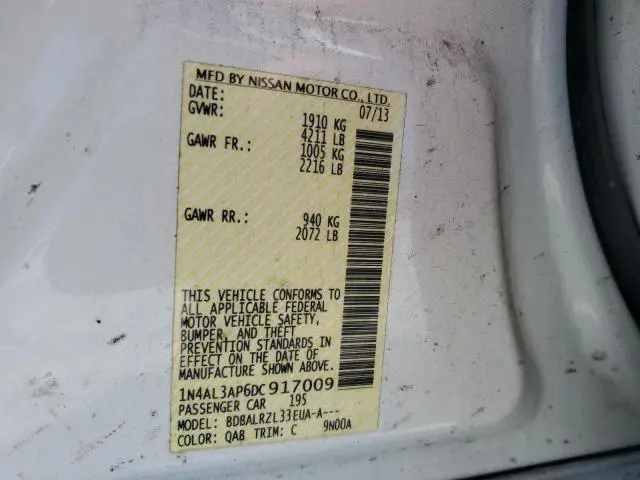 MFD BY NISSAN MOTOR CO., LTD.
DATE: 07/13
GVWR: 1910 KG
4211 LB
GAWR FR.: 1005 KG
2216 LB
GAWR RR.: 940 KG
2072 LB
THIS VEHICLE CONFORMS TO
ALL APPLICABLE FEDERAL
MOTOR VEHICLE SAFETY,
BUMPER, AND THEFT
PREVENTION STANDARDS IN
EFFECT ON THE DATE OF
MANUFACTURE SHOWN ABOVE.
1N4AL3AP6DC917009
PASSENGER CAR 195
MODEL: BDBALRZL33EUA-A---
COLOR: QAB TRIM: C 9N00A